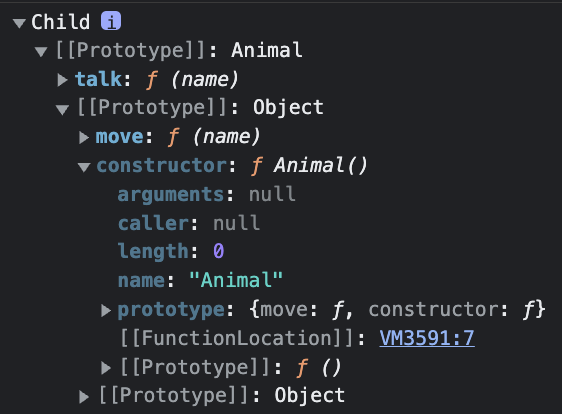 Child i
[[Prototype]]: Animal
talk: ƒ (name)
[[Prototype]]: Object
move: ƒ (name)
constructor: ƒ Animal()
arguments: null
caller: null
length: 0
name: "Animal"
prototype: {move: ƒ, constructor: ƒ}
[[FunctionLocation]]: VM3591:7
[[Prototype]]: ƒ ()
[[Prototype]]: Object